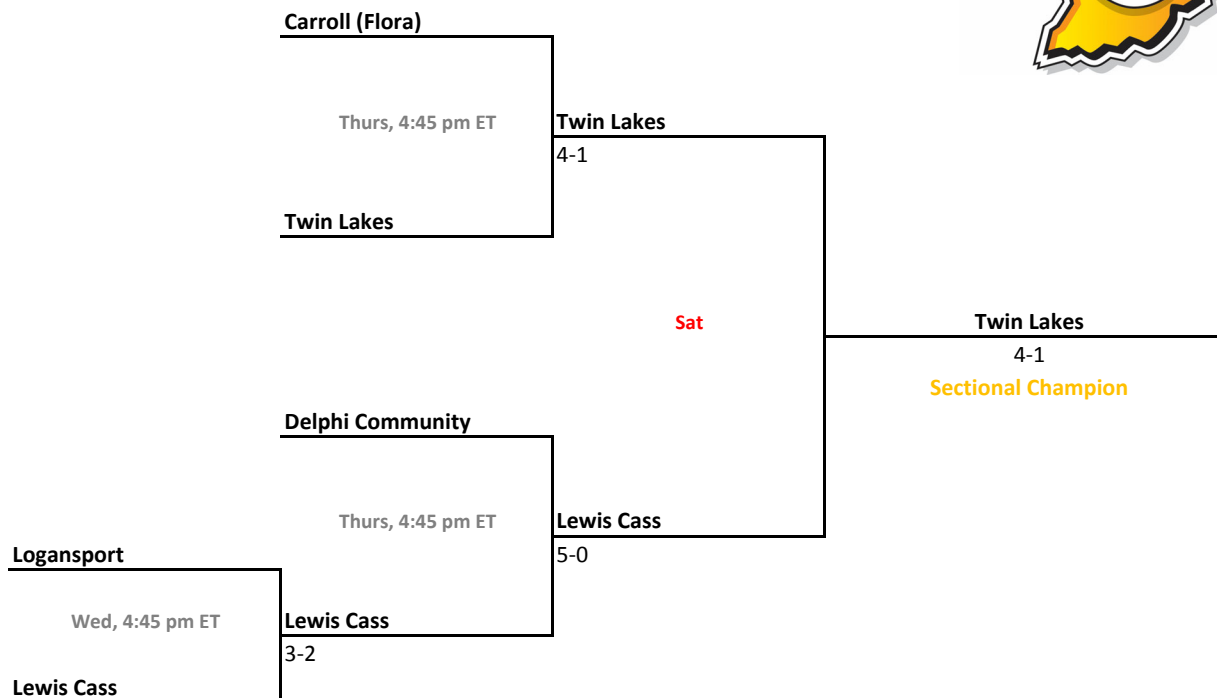 Carroll (Flora)
Thurs, 4:45 pm ET
Twin Lakes
4-1
Twin Lakes
Sat
Twin Lakes
4-1
Sectional Champion
Delphi Community
Thurs, 4:45 pm ET
Lewis Cass
5-0
Logansport
Wed, 4:45 pm ET
Lewis Cass
3-2
Lewis Cass